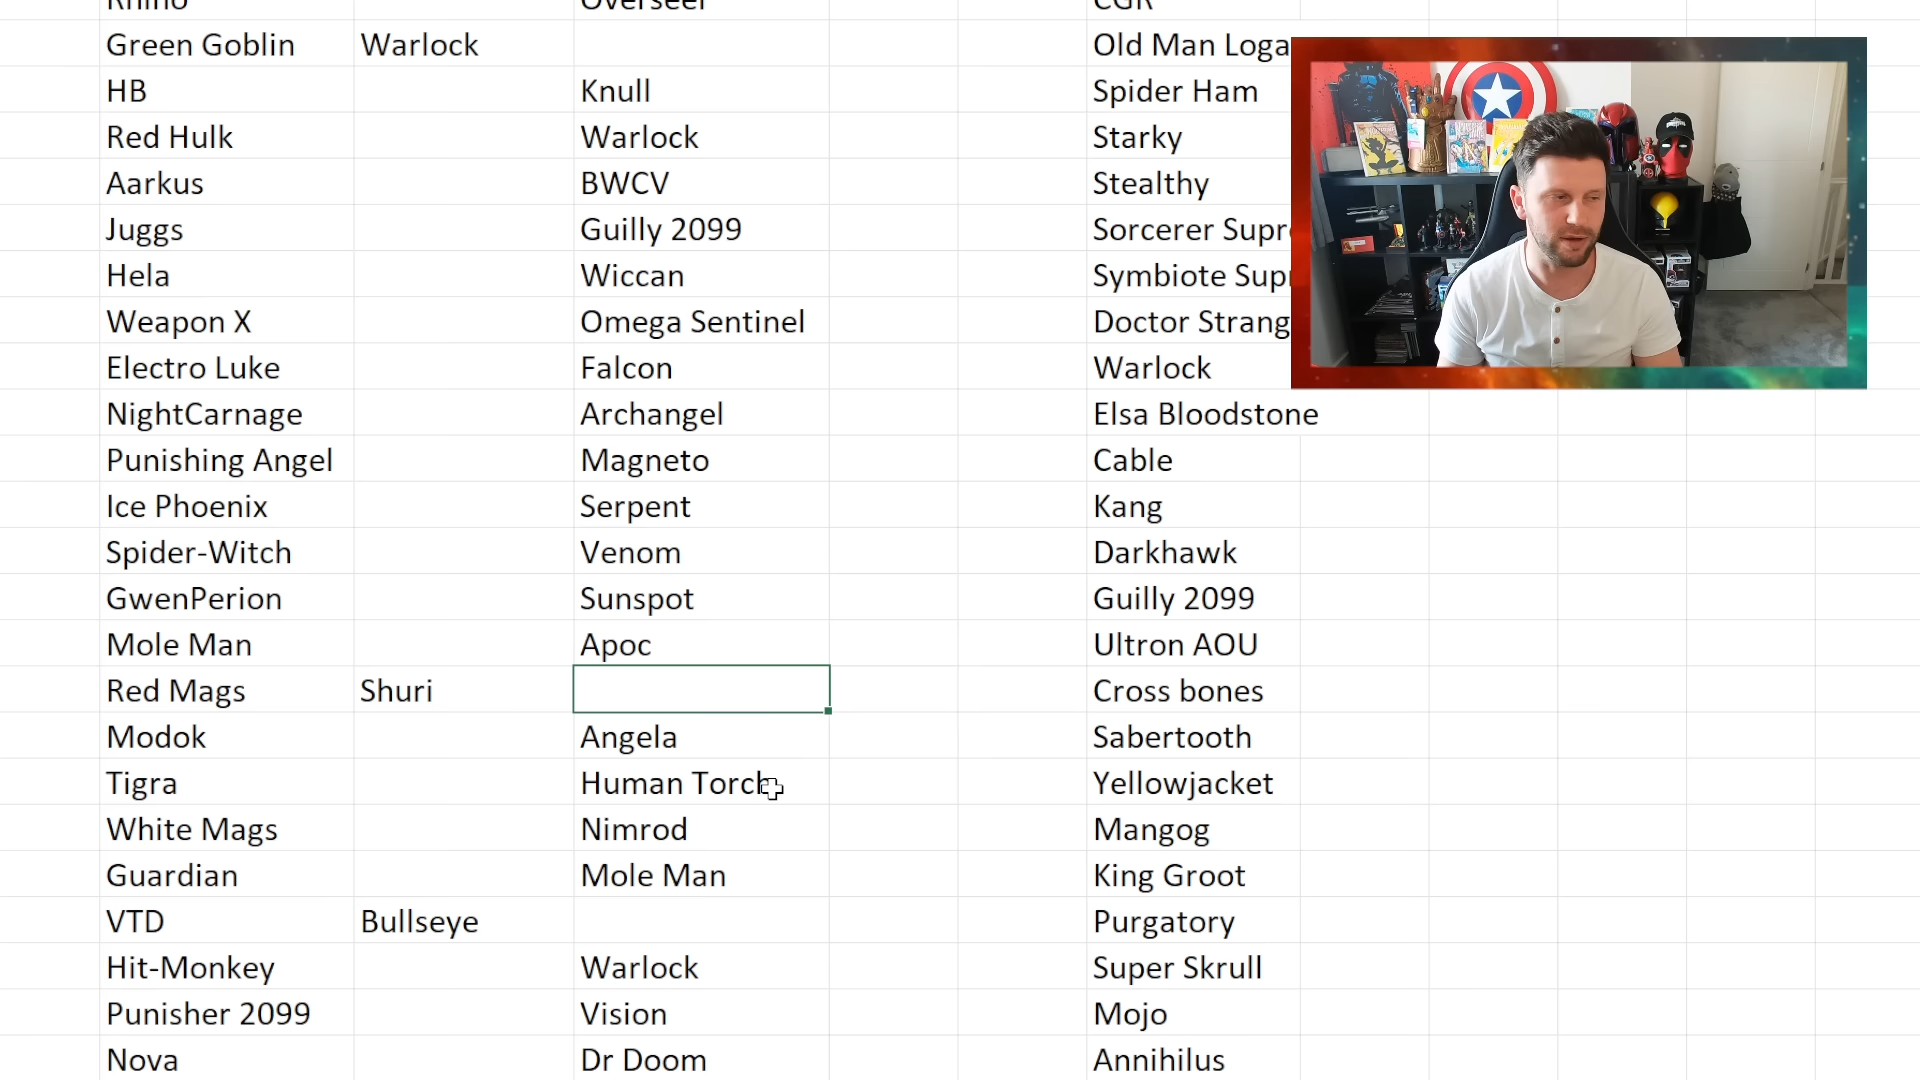 Rhino Overseer CGR
Green Goblin Warlock Old Man Loga
HB Knull Spider Ham
Red Hulk Warlock Starky
Aarkus BWCV Stealthy
Juggs Guilly 2099 Sorcerer Supr
Hela Wiccan Symbiote Sup
Weapon X Omega Sentinel Doctor Strang
Electro Luke Falcon Warlock
NightCarnage Archangel Elsa Bloodstone
Punishing Angel Magneto Cable
Ice Phoenix Serpent Kang
Spider-Witch Venom Darkhawk
GwenPerion Sunspot Guilly 2099
Mole Man Apoc Ultron AOU
Red Mags Shuri Cross bones
Modok Angela Sabertooth
Tigra Human Torch Yellowjacket
White Mags Nimrod Mangog
Guardian Mole Man King Groot
VTD Bullseye Purgatory
Hit-Monkey Warlock Super Skrull
Punisher 2099 Vision Mojo
Nova Dr Doom Annihilus